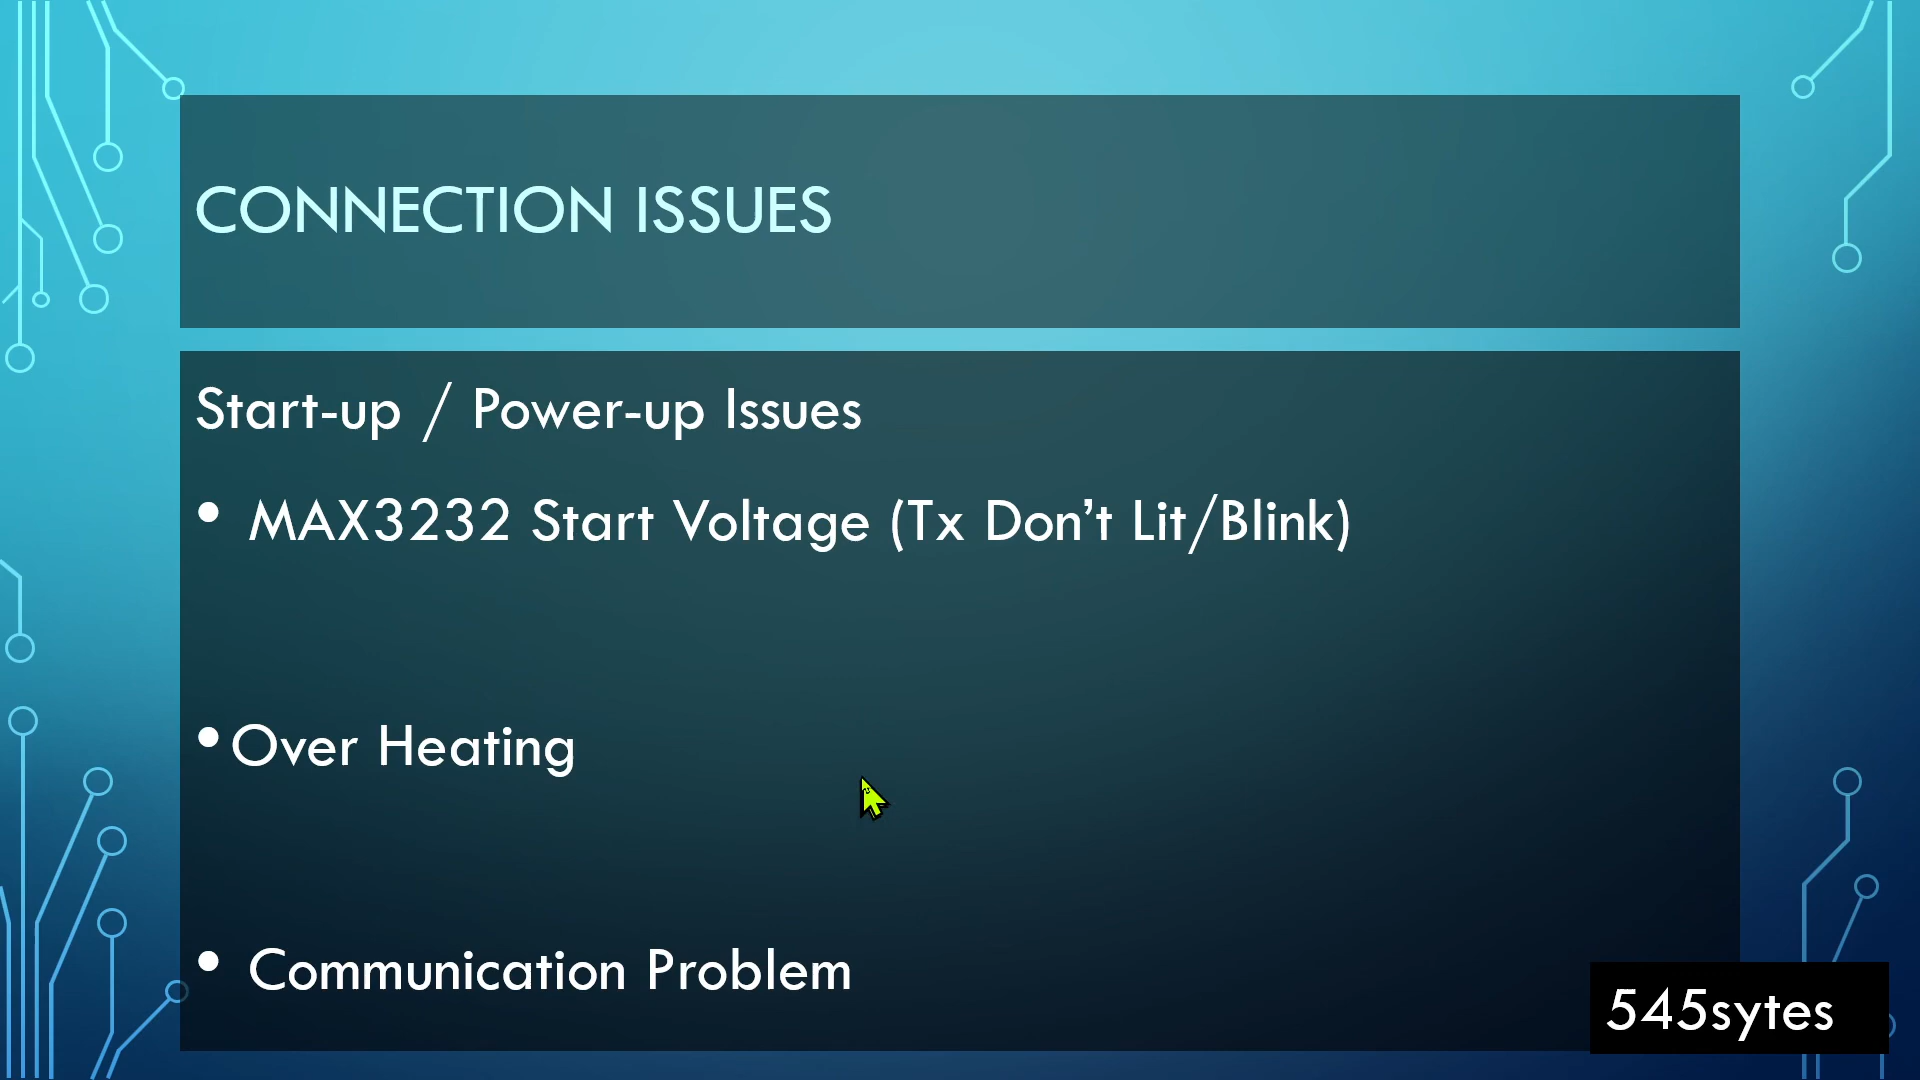 CONNECTION ISSUES
Start-up / Power-up Issues
• MAX3232 Start Voltage (Tx Don’t Lit/Blink)
• Over Heating
• Communication Problem
545sytes